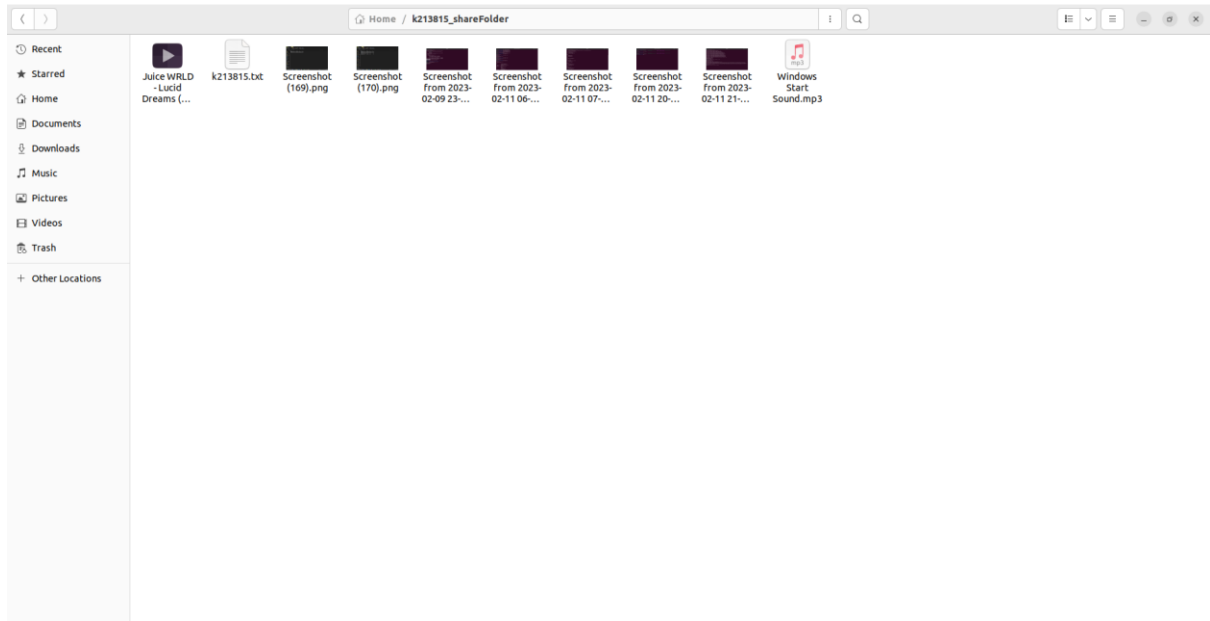 Home / k213815_shareFolder
Recent
Starred
Home
Documents
Downloads
Music
Pictures
Videos
Trash
+ Other Locations
Juice WRLD
- Lucid
Dreams (...
k213815.txt
Screenshot
(169).png
Screenshot
(170).png
Screenshot
from 2023-
02-09 23-...
Screenshot
from 2023-
02-11 06-...
Screenshot
from 2023-
02-11 07-...
Screenshot
from 2023-
02-11 20-...
Screenshot
from 2023-
02-11 21-...
mp3
Windows
Start
Sound.mp3